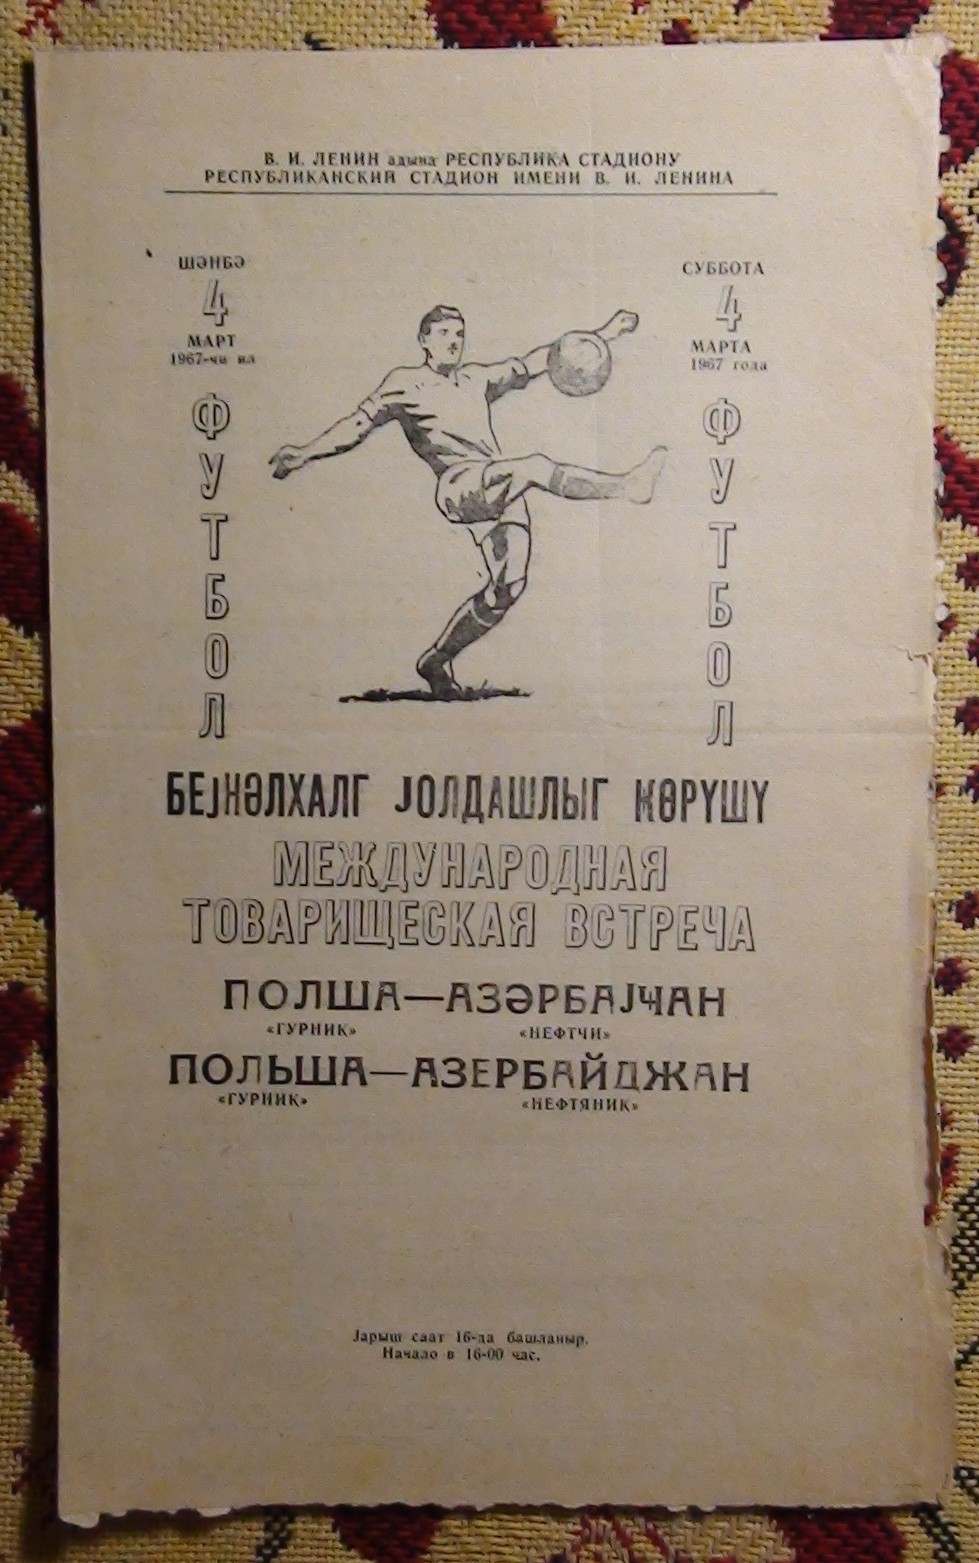 В. И. ЛЕНИН адына РЕСПУБЛИКА СТАДИОНУ
РЕСПУБЛИКАНСКИЙ СТАДИОН ИМЕНИ В. И. ЛЕНИНА
ШӘНБӘ
4
МАРТ
1967-чи ил
ФУТБОЛ
СУББОТА
4
МАРТА
1967 года
ФУТБОЛ
БЕЈНӘЛХАЛГ ЈОЛДАШЛЫГ КӨРҮШҮ
МЕЖДУНАРОДНАЯ
ТОВАРИЩЕСКАЯ ВСТРЕЧА
ПОЛША—АЗӘРБАЈҸАН
«ГУРНИК» «НЕФТЧИ»
ПОЛЬША—АЗЕРБАЙДЖАН
«ГУРНИК» «НЕФТЯНИК»
Јарыш саат 16-да башланыр.
Начало в 16-00 час.